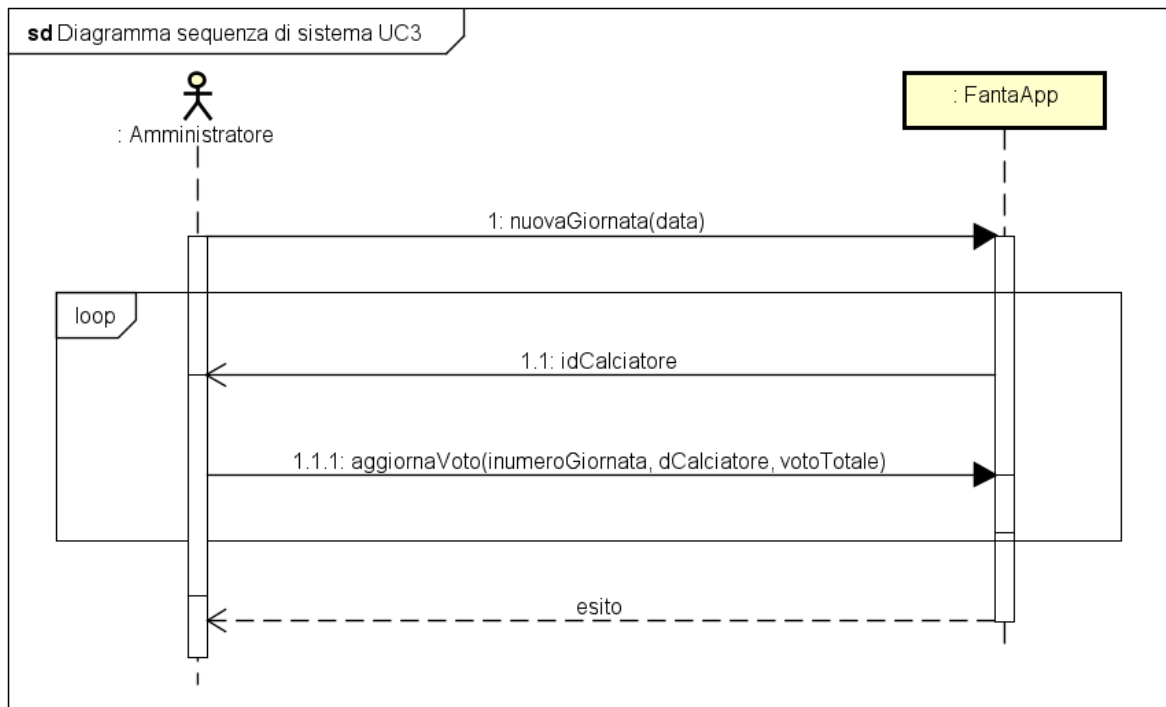 sd Diagramma sequenza di sistema UC3
: Amministratore
: FantaApp
1: nuovaGiornata(data)
loop
1.1: idCalciatore
1.1.1: aggiornaVoto(inumeroGiornata, dCalciatore, votoTotale)
esito